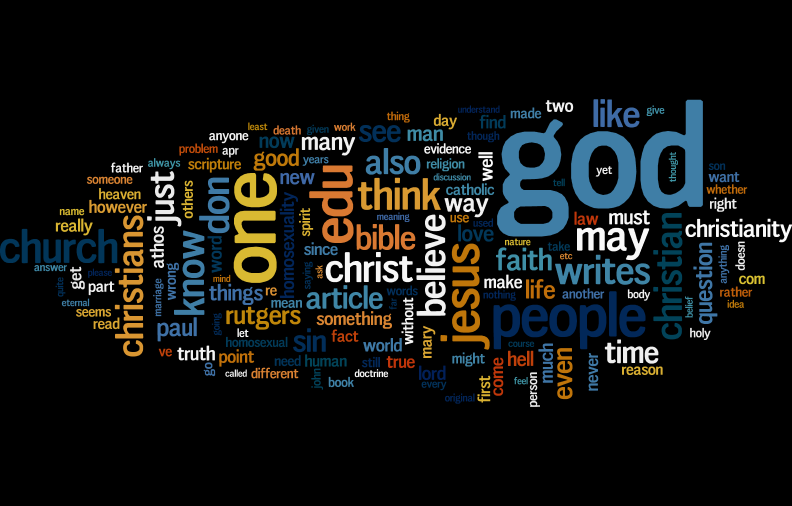 thing
understand
two
like
give
made
day
find
though
least
death
given
work
anyone
now
many
see
man
problem
apr
good
years
evidence
religion
discussion
well
god
yet
thought
tell
father
always
scripture
also
catholic
someone
heaven
however
others
don
one
new
edu
think
way
son
want
whether
right
name
really
just
athos
word
homosexuality
spirit
meaning
bible
use
used
love
law
must
may
christianity
church
christians
know
since
christ
believe
jesus
nature
take
etc
faith
writes
christian
question
anything
doesn
answer
please
quite
get
part
marriage
wrong
things
mind
re
saying
ask
mean
article
words
far
without
make
life
nothing
another
body
belief
com
rather
idea
eternal
seems
read
paul
rutgers
something
people
holy
let
homosexual
living
sin
fact
world
mary
course
time
ve
truth
go
point
need
human
still
true
might
come
hell
much
even
never
reason
called
different
john
book
doctrine
lord
every
original
first
feel
person